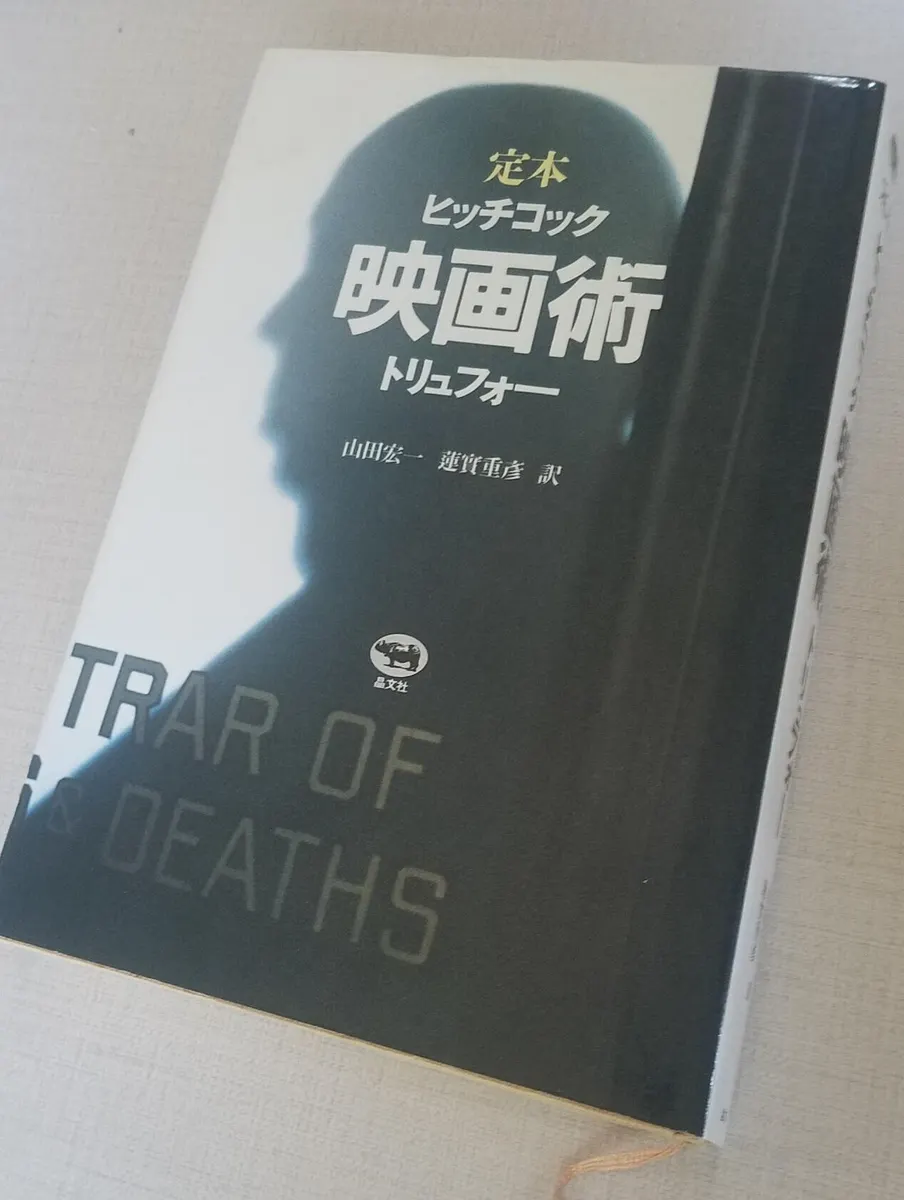 定本
ヒッチコック
映画術
トリュフォー
山田宏一 蓮實重彦 訳
晶文社
TRAR OF
& DEATHS